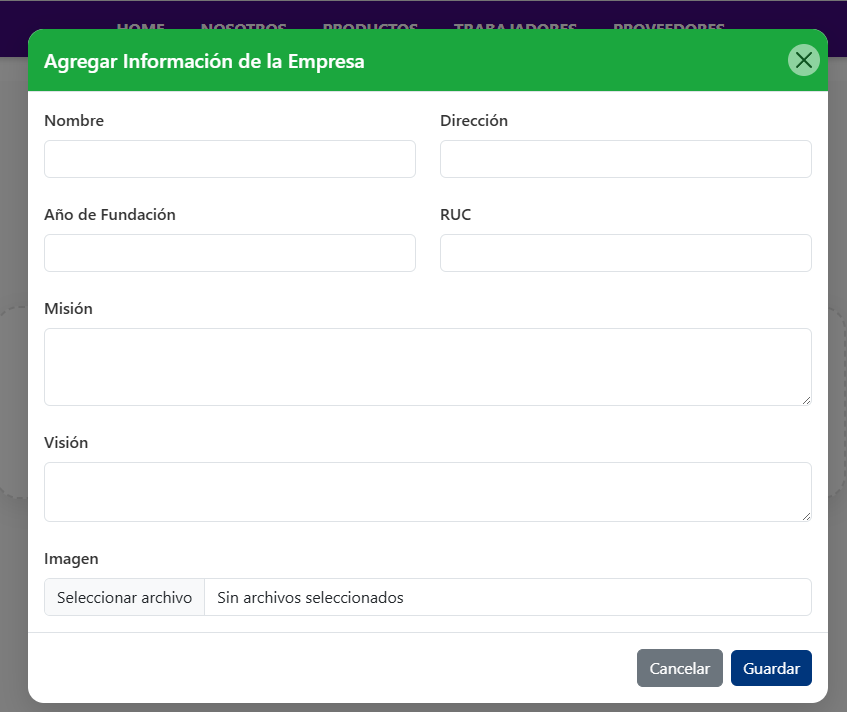 HOME NOSOTROS PRODUCTOS TRABAJADORES PROVEEDORES
Agregar Información de la Empresa
Nombre
Dirección
Año de Fundación
RUC
Misión
Visión
Imagen
Seleccionar archivo Sin archivos seleccionados
Cancelar Guardar